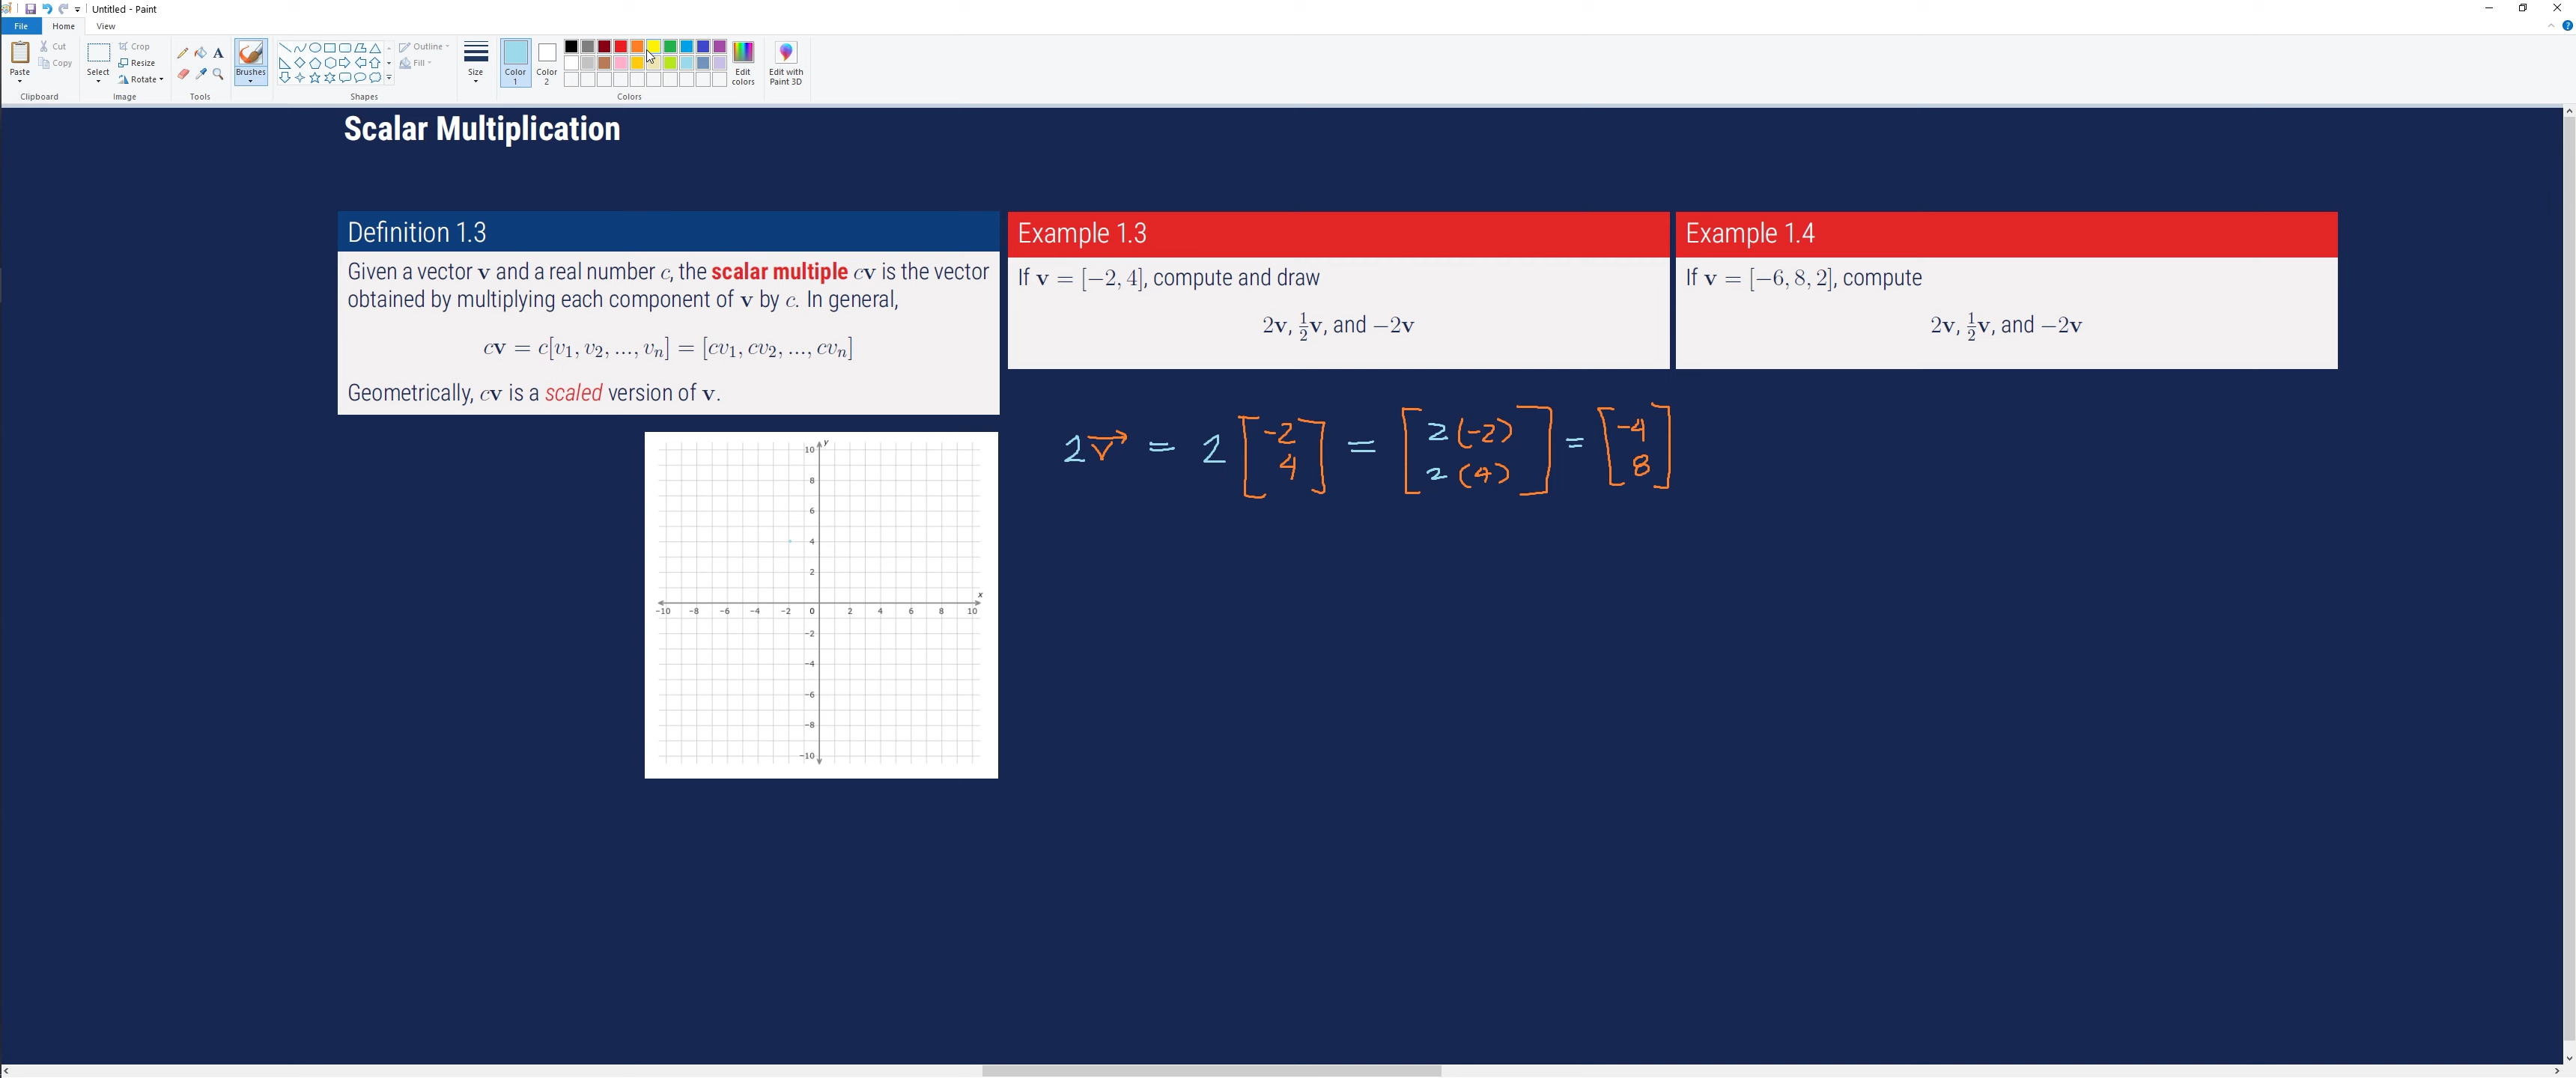 Untitled - Paint
File Home View
Paste
Cut
Copy
Clipboard
Select
Crop
Resize
Rotate
Image
Tools
Brushes
Shapes
Outline
Fill
Size
Color 1
Color 2
Colors
Edit colors
Edit with Paint 3D
Scalar Multiplication
Definition 1.3
Given a vector v and a real number c, the scalar multiple cv is the vector
obtained by multiplying each component of v by c. In general,
cv = c[v₁, v₂, ..., vₙ] = [cv₁, cv₂, ..., cvₙ]
Geometrically, cv is a scaled version of v.
Example 1.3
If v = [−2, 4], compute and draw
2v, ½v, and −2v
Example 1.4
If v = [−6, 8, 2], compute
2v, ½v, and −2v
2v⃗ = 2 [-2 4] = [2(-2) 2(4)] = [-4 8]
y
10
8
6
4
2
x
-10 -8 -6 -4 -2 0 2 4 6 8 10
-2
-4
-6
-8
-10